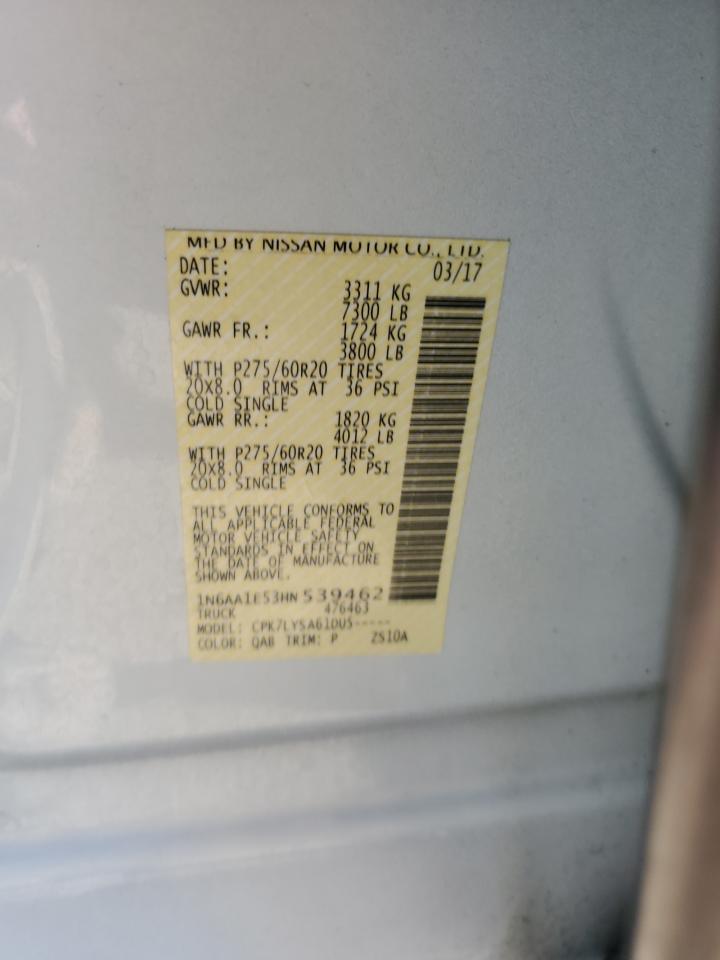 MFD BY NISSAN MOTOR CO., LTD.
DATE: 03/17
GVWR: 3311 KG
7300 LB
GAWR FR.: 1724 KG
3800 LB
WITH P275/60R20 TIRES
20X8.0 RIMS AT 36 PSI
COLD SINGLE
GAWR RR.: 1820 KG
4012 LB
WITH P275/60R20 TIRES
20X8.0 RIMS AT 36 PSI
COLD SINGLE
THIS VEHICLE CONFORMS TO
ALL APPLICABLE FEDERAL
MOTOR VEHICLE SAFETY
STANDARDS IN EFFECT ON
THE DATE OF MANUFACTURE
SHOWN ABOVE.
1N6AA1E53HN539462
TRUCK 476463
MODEL: CPK7LYSA61DU5-----
COLOR: QAB TRIM: P ZS10A